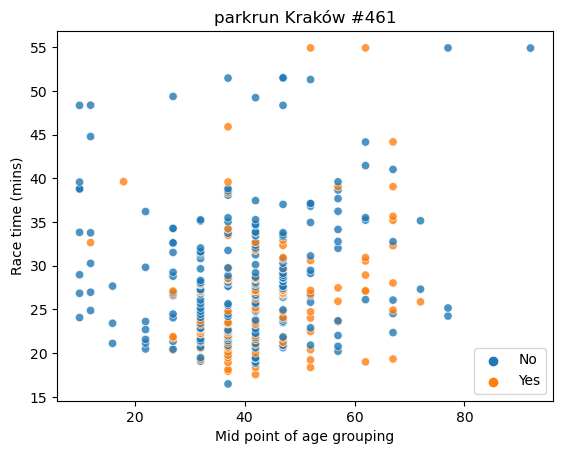 parkrun Kraków #461
Race time (mins)
55
50
45
40
35
30
25
20
15
No
Yes
20
40
60
80
Mid point of age grouping